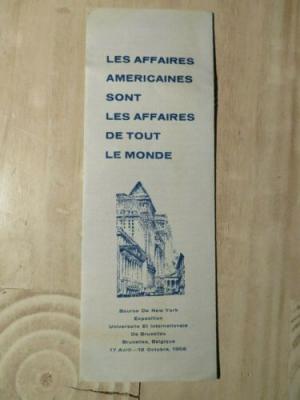 LES AFFAIRES
AMERICAINES
SONT
LES AFFAIRES
DE TOUT
LE MONDE
Bourse De New York
Exposition
Universelle Et Internationale
De Bruxelles
Bruxelles, Belgique
17 Avril—18 Octobre, 1958